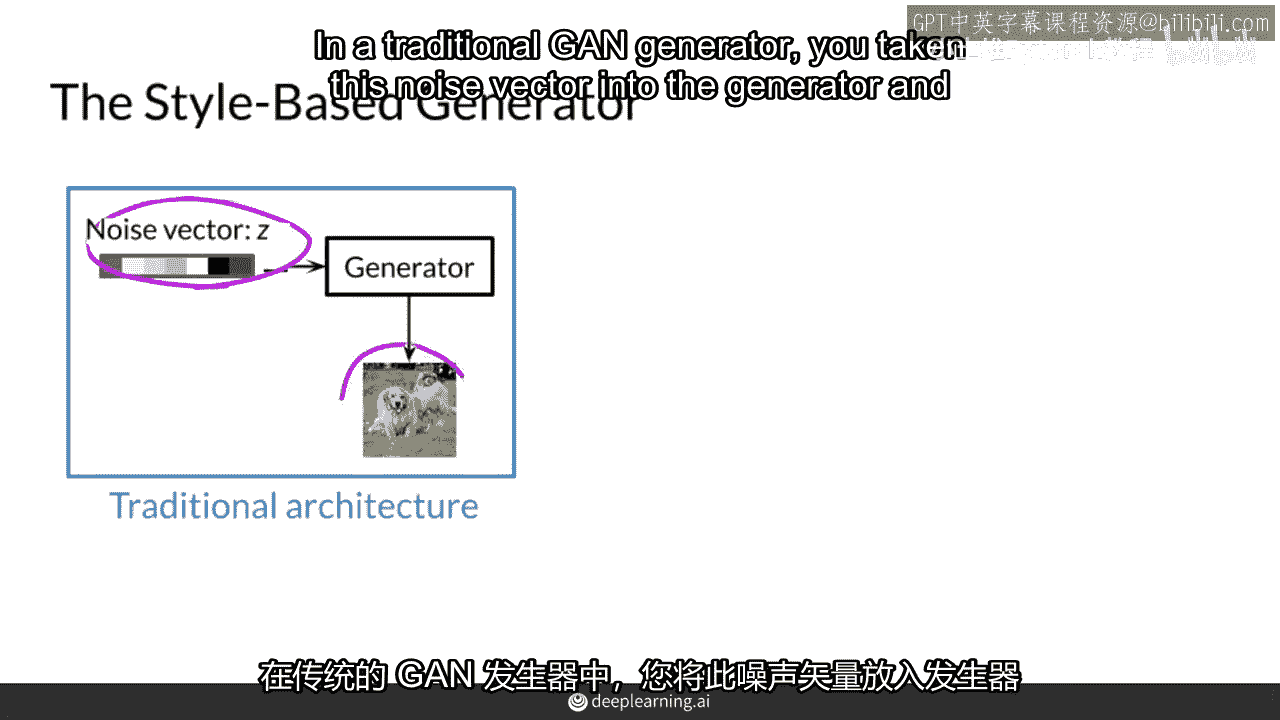 GPT中英字幕课程资源@bilibili.com
In a traditional GAN generator, you taken
this noise vector into the generator and
The Style-Based Generator
Noise vector: z
Generator
Traditional architecture
在传统的 GAN 发生器中，您将此噪声矢量放入发生器
deeplearning.ai